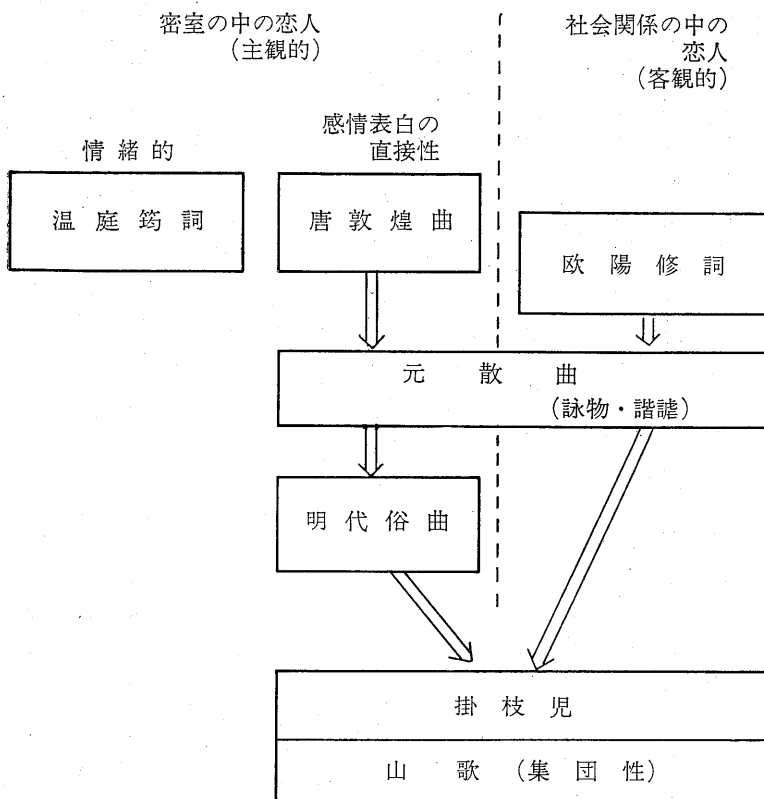 密室の中の恋人
(主観的)
社会関係の中の
恋人
(客観的)
情緒的
感情表白の
直接性
温庭筠詞
唐敦煌曲
欧陽修詞
元散曲
(詠物・諧謔)
明代俗曲
掛枝児
山歌(集団性)